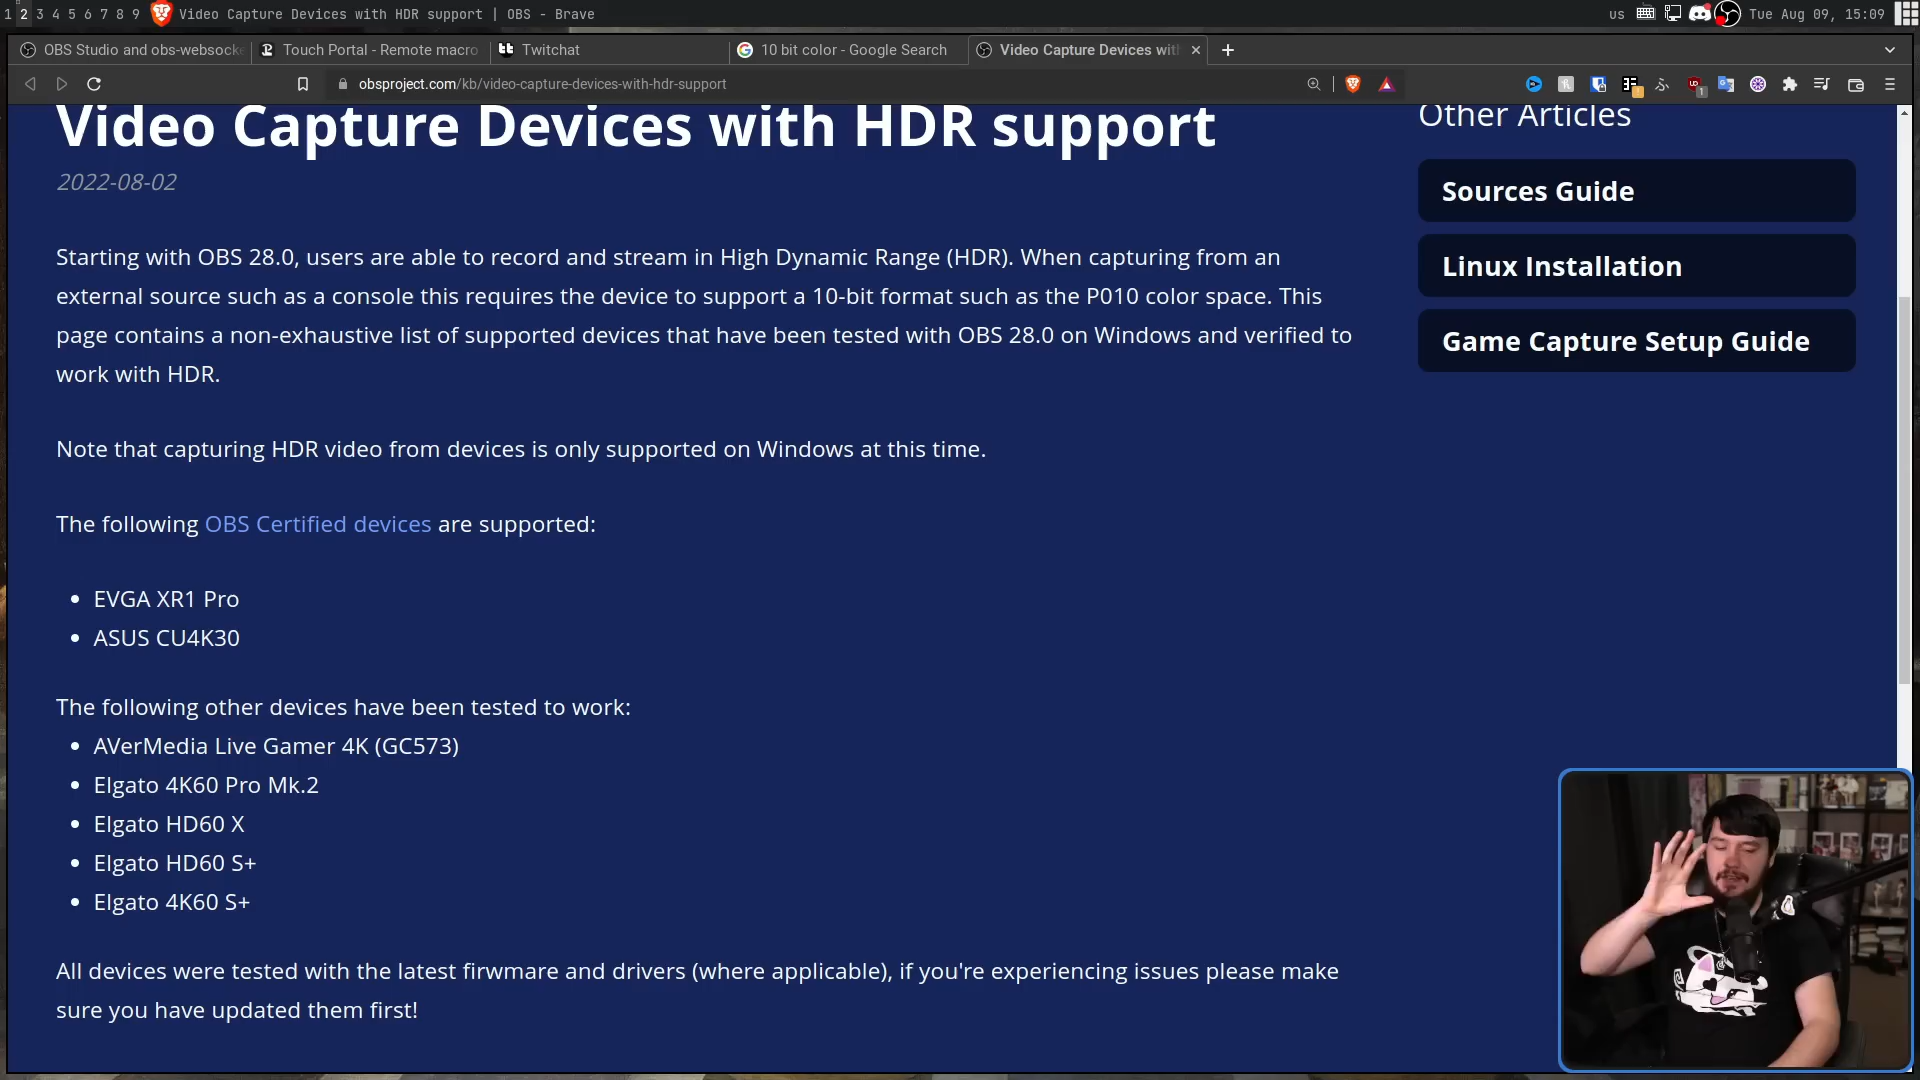 1 2 3 4 5 6 7 8 9 Video Capture Devices with HDR support | OBS - Brave us Tue Aug 09, 15:09
OBS Studio and obs-websocke Touch Portal - Remote macro Twitchat 10 bit color - Google Search Video Capture Devices wit
obsproject.com/kb/video-capture-devices-with-hdr-support
Video Capture Devices with HDR support
2022-08-02
Starting with OBS 28.0, users are able to record and stream in High Dynamic Range (HDR). When capturing from an
external source such as a console this requires the device to support a 10-bit format such as the P010 color space. This
page contains a non-exhaustive list of supported devices that have been tested with OBS 28.0 on Windows and verified to
work with HDR.
Note that capturing HDR video from devices is only supported on Windows at this time.
The following OBS Certified devices are supported:
• EVGA XR1 Pro
• ASUS CU4K30
The following other devices have been tested to work:
• AVerMedia Live Gamer 4K (GC573)
• Elgato 4K60 Pro Mk.2
• Elgato HD60 X
• Elgato HD60 S+
• Elgato 4K60 S+
All devices were tested with the latest firwmare and drivers (where applicable), if you're experiencing issues please make
sure you have updated them first!
Other Articles
Sources Guide
Linux Installation
Game Capture Setup Guide